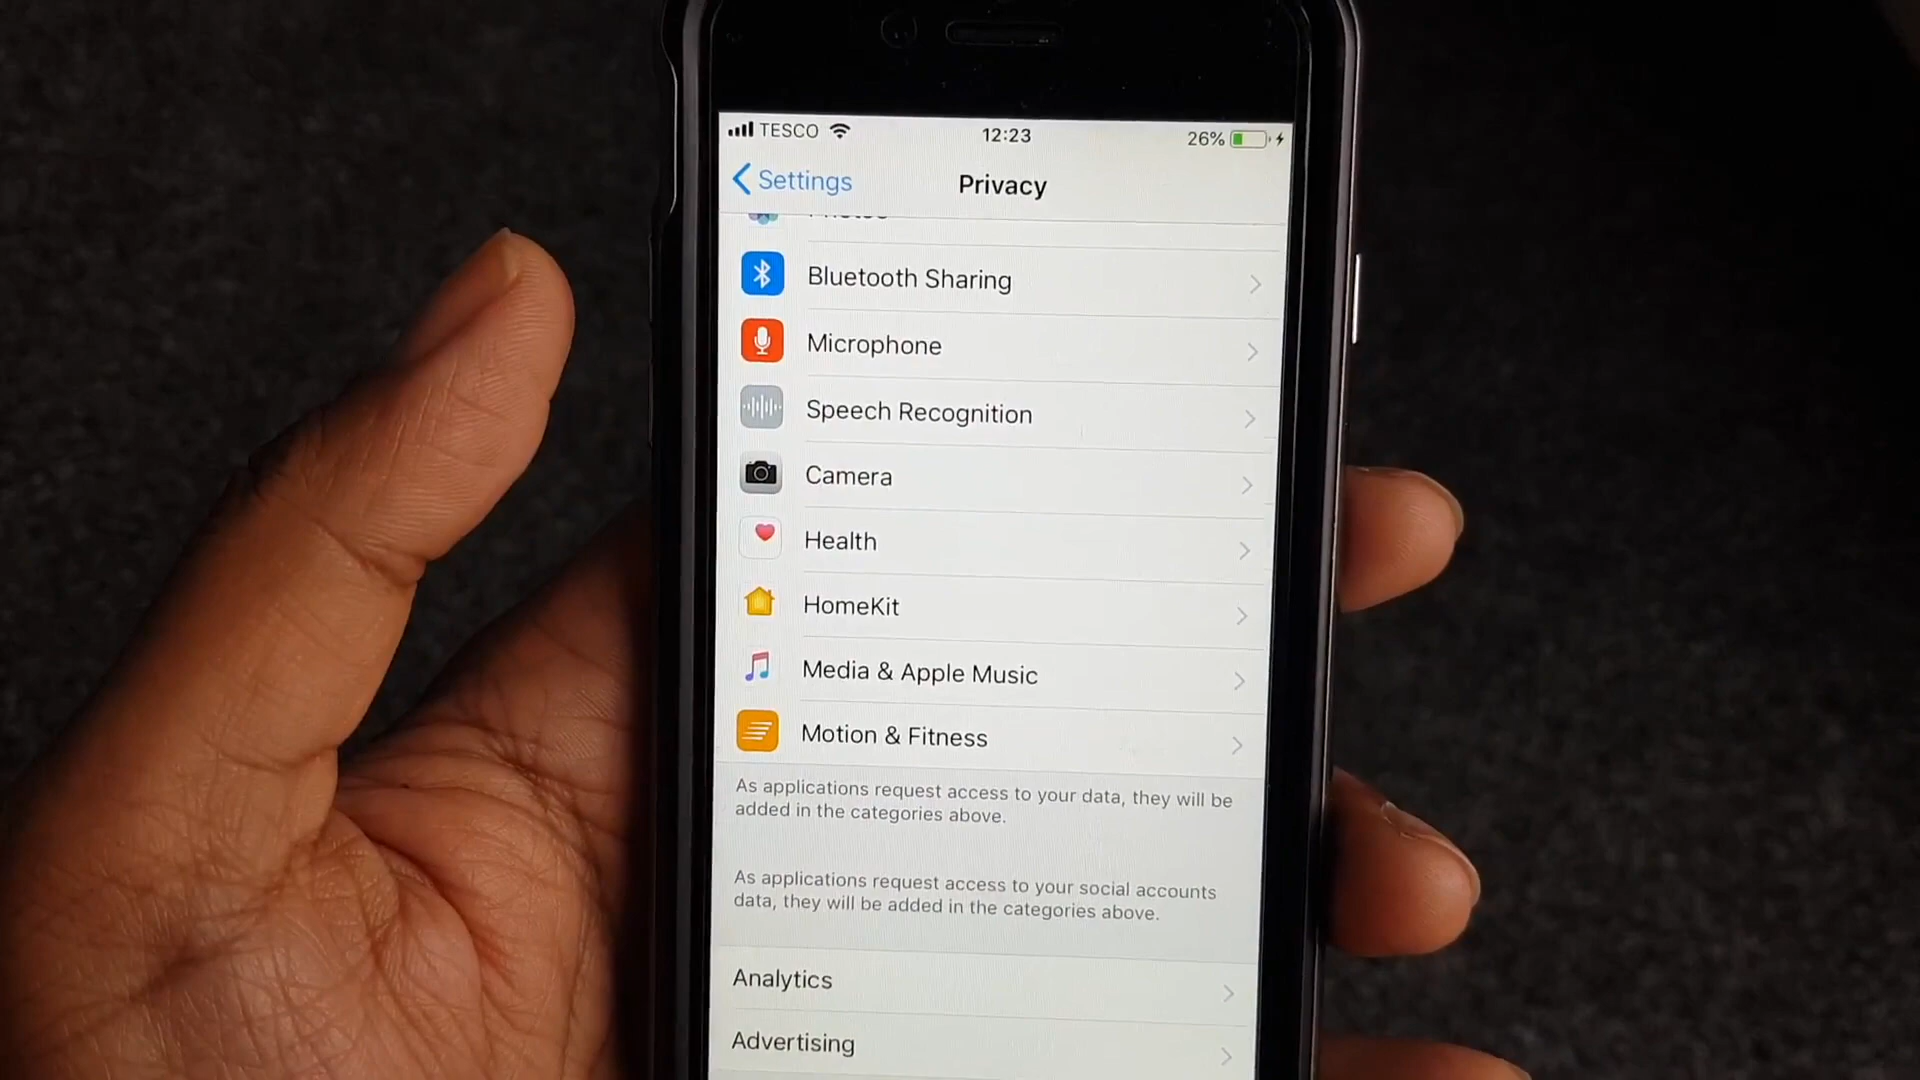 TESCO 12:23 26%
Settings Privacy
Photos
Bluetooth Sharing
Microphone
Speech Recognition
Camera
Health
HomeKit
Media & Apple Music
Motion & Fitness
As applications request access to your data, they will be
added in the categories above.
As applications request access to your social accounts
data, they will be added in the categories above.
Analytics
Advertising